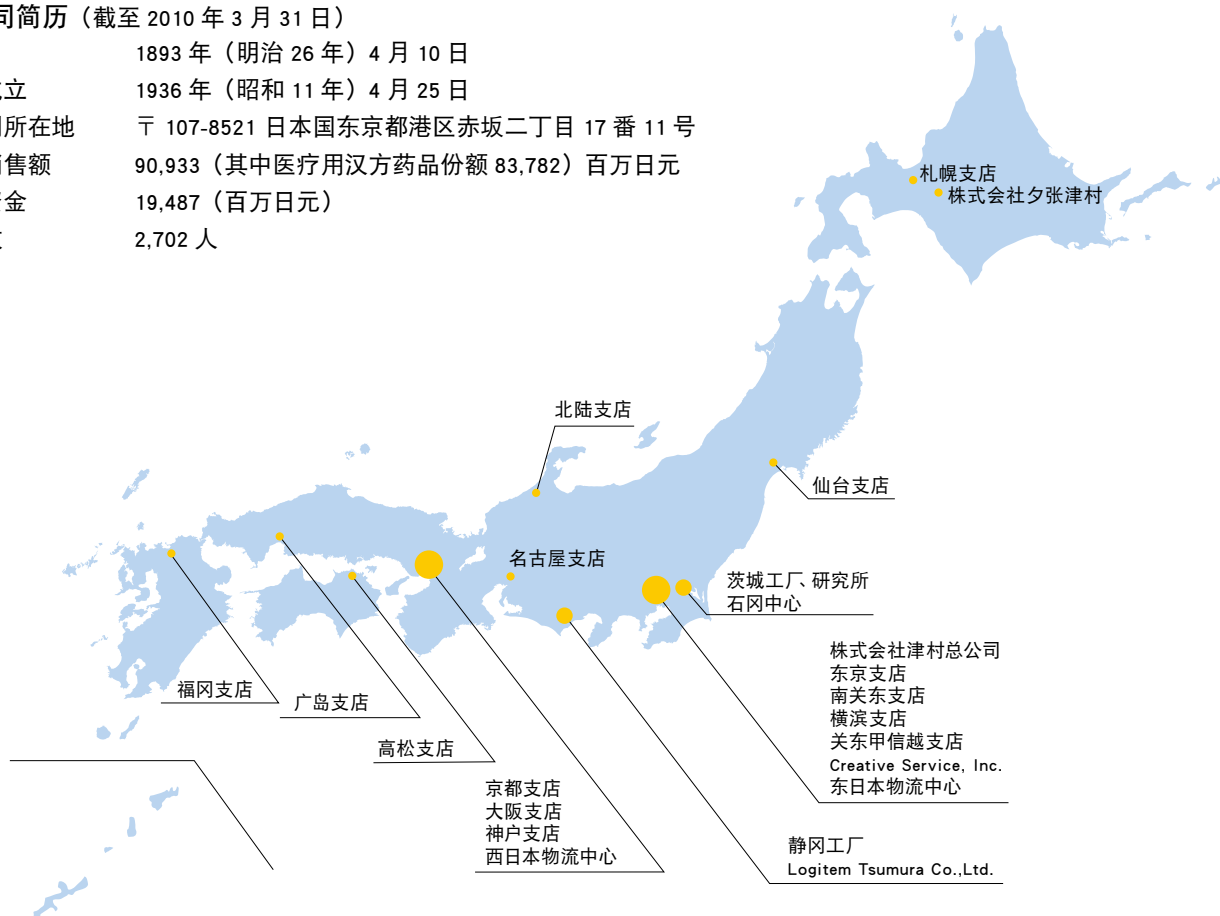 司简历（截至 2010 年 3 月 31 日）
1893 年（明治 26 年）4 月 10 日
立 1936 年（昭和 11 年）4 月 25 日
所在地 〒 107-8521 日本国东京都港区赤坂二丁目 17 番 11 号
售额 90,933（其中医疗用汉方药品份额 83,782）百万日元
金 19,487（百万日元）
2,702 人
札幌支店
株式会社夕张津村
北陆支店
仙台支店
名古屋支店
茨城工厂、研究所
石冈中心
株式会社津村总公司
东京支店
南关东支店
横滨支店
关东甲信越支店
Creative Service, Inc.
东日本物流中心
福冈支店
广岛支店
高松支店
京都支店
大阪支店
神户支店
西日本物流中心
静冈工厂
Logitem Tsumura Co.,Ltd.